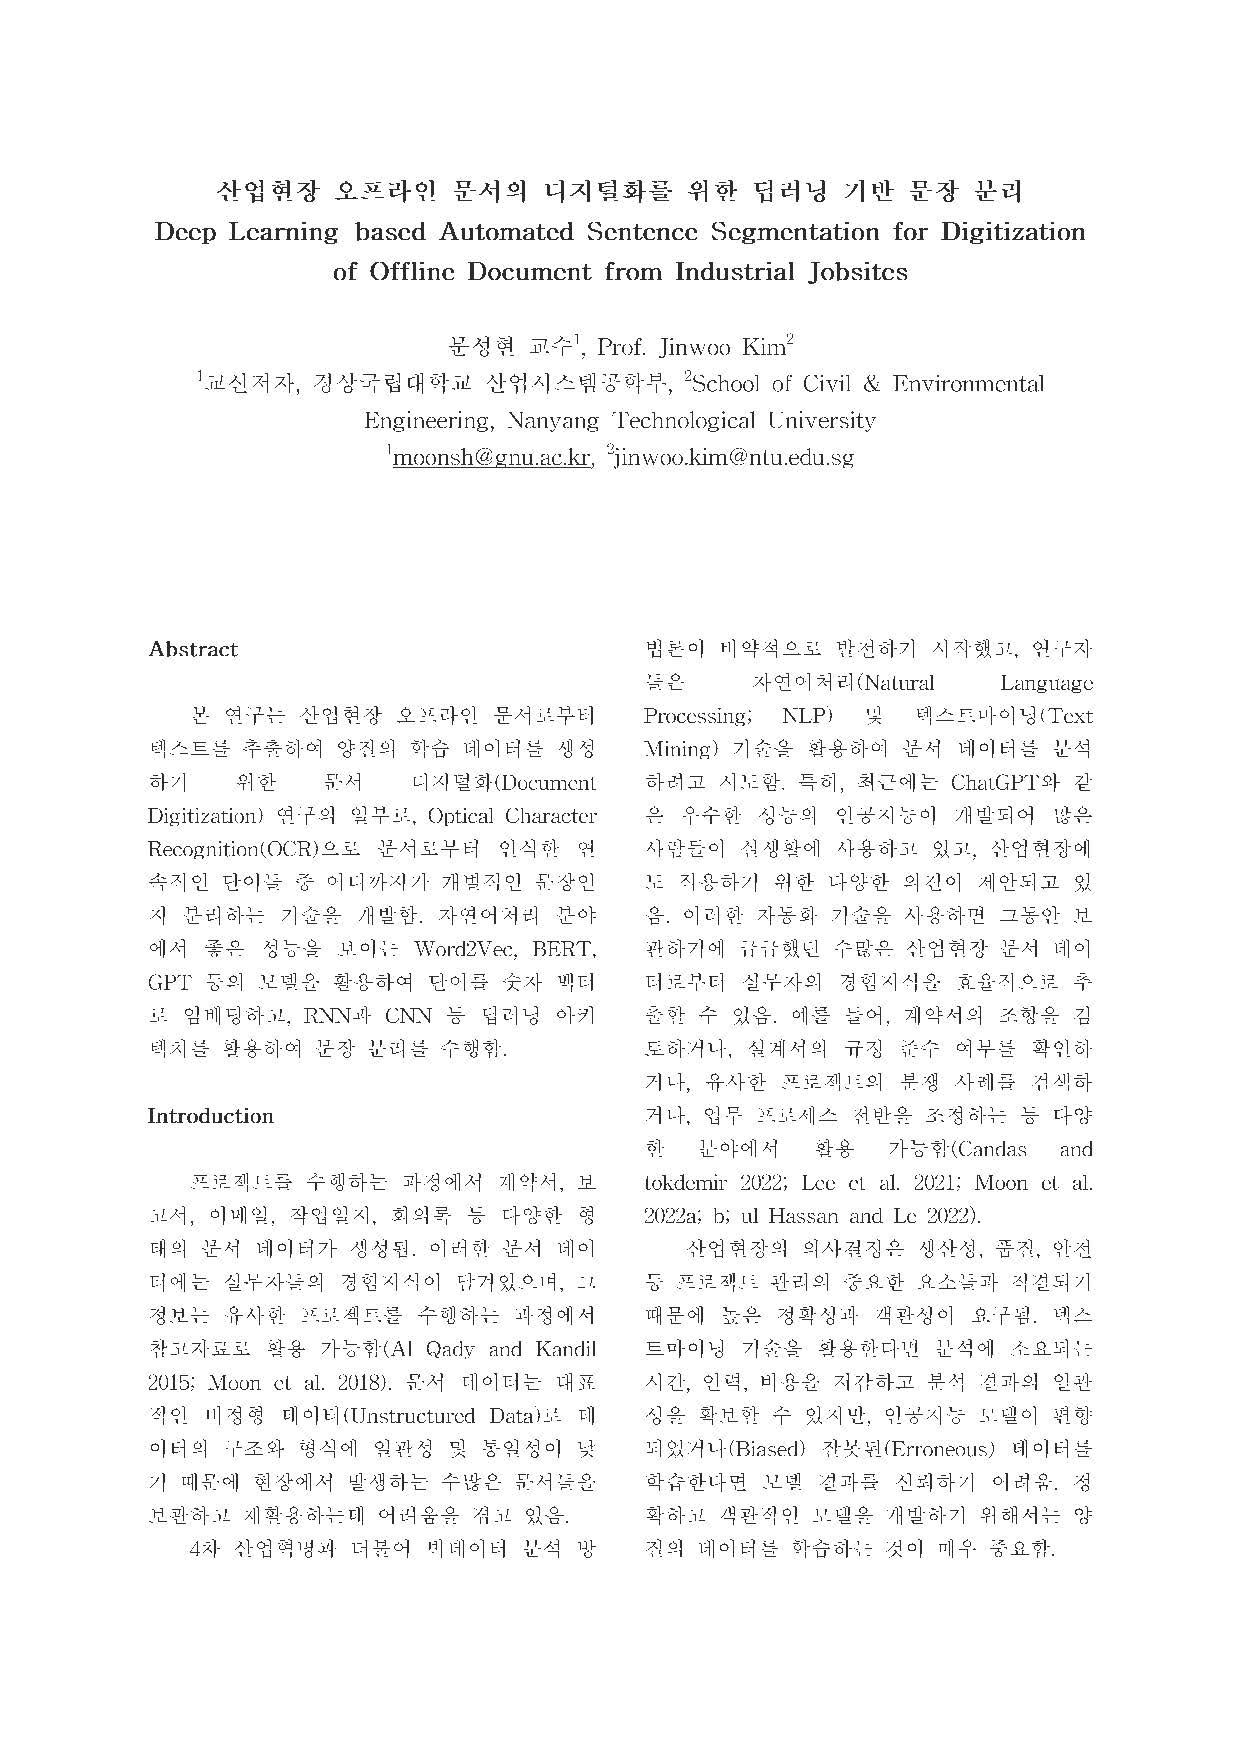 산업현장 오프라인 문서의 디지털화를 위한 딥러닝 기반 문장 분리
Deep Learning based Automated Sentence Segmentation for Digitization
of Offline Document from Industrial Jobsites
문성현 교수1, Prof. Jinwoo Kim2
1교신저자, 경상국립대학교 산업시스템공학부, 2School of Civil & Environmental
Engineering, Nanyang Technological University
1moonsh@gnu.ac.kr, 2jinwoo.kim@ntu.edu.sg
Abstract
본 연구는 산업현장 오프라인 문서로부터
텍스트를 추출하여 양질의 학습 데이터를 생성
하기 위한 문서 디지털화(Document
Digitization) 연구의 일부로, Optical Character
Recognition(OCR)으로 문서로부터 인식한 연
속적인 단어들 중 어디까지가 개별적인 문장인
지 분리하는 기술을 개발함. 자연어처리 분야
에서 좋은 성능을 보이는 Word2Vec, BERT,
GPT 등의 모델을 활용하여 단어를 숫자 벡터
로 임베딩하고, RNN과 CNN 등 딥러닝 아키
텍처를 활용하여 문장 분리를 수행함.
Introduction
프로젝트를 수행하는 과정에서 계약서, 보
고서, 이메일, 작업일지, 회의록 등 다양한 형
태의 문서 데이터가 생성됨. 이러한 문서 데이
터에는 실무자들의 경험지식이 담겨있으며, 그
정보는 유사한 프로젝트를 수행하는 과정에서
참고자료로 활용 가능함(Al Qady and Kandil
2015; Moon et al. 2018). 문서 데이터는 대표
적인 비정형 데이터(Unstructured Data)로 데
이터의 구조와 형식에 일관성 및 통일성이 낮
기 때문에 현장에서 발생하는 수많은 문서들을
보관하고 재활용하는데 어려움을 겪고 있음.
4차 산업혁명과 더불어 빅데이터 분석 방
법론이 비약적으로 발전하기 시작했고, 연구자
들은 자연어처리(Natural Language
Processing; NLP) 및 텍스트마이닝(Text
Mining) 기술을 활용하여 문서 데이터를 분석
하려고 시도함. 특히, 최근에는 ChatGPT와 같
은 우수한 성능의 인공지능이 개발되어 많은
사람들이 실생활에 사용하고 있고, 산업현장에
도 적용하기 위한 다양한 의견이 제안되고 있
음. 이러한 자동화 기술을 사용하면 그동안 보
관하기에 급급했던 수많은 산업현장 문서 데이
터로부터 실무자의 경험지식을 효율적으로 추
출할 수 있음. 예를 들어, 계약서의 조항을 검
토하거나, 설계서의 규정 준수 여부를 확인하
거나, 유사한 프로젝트의 분쟁 사례를 검색하
거나, 업무 프로세스 전반을 조정하는 등 다양
한 분야에서 활용 가능함(Candas and
tokdemir 2022; Lee et al. 2021; Moon et al.
2022a; b; ul Hassan and Le 2022).
산업현장의 의사결정은 생산성, 품질, 안전
등 프로젝트 관리의 중요한 요소들과 직결되기
때문에 높은 정확성과 객관성이 요구됨. 텍스
트마이닝 기술을 활용한다면 분석에 소요되는
시간, 인력, 비용을 저감하고 분석 결과의 일관
성을 확보할 수 있지만, 인공지능 모델이 편향
되었거나(Biased) 잘못된(Erroneous) 데이터를
학습한다면 모델 결과를 신뢰하기 어려움. 정
확하고 객관적인 모델을 개발하기 위해서는 양
질의 데이터를 학습하는 것이 매우 중요함.